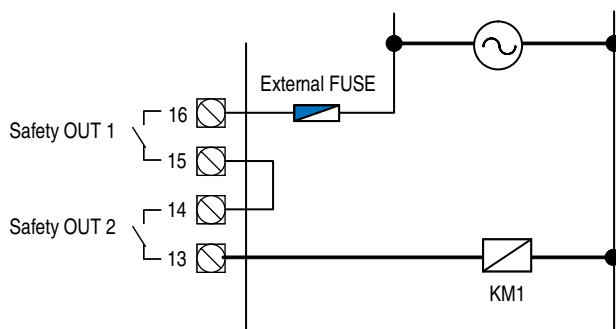 External FUSE
Safety OUT 1
16
15
Safety OUT 2
14
13
KM1